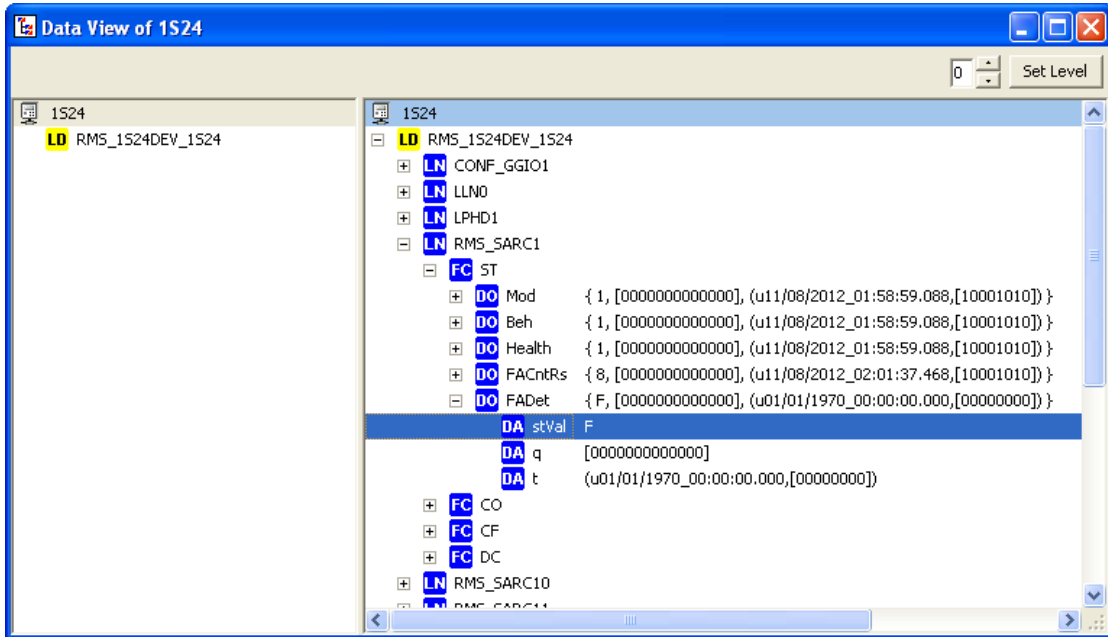 Data View of 1S24
0 Set Level
1S24
LD RMS_1S24DEV_1S24
1S24
LD RMS_1S24DEV_1S24
LN CONF_GGIO1
LN LLN0
LN LPHD1
LN RMS_SARC1
FC ST
DO Mod { 1, [0000000000000], (u11/08/2012_01:58:59.088,[10001010]) }
DO Beh { 1, [0000000000000], (u11/08/2012_01:58:59.088,[10001010]) }
DO Health { 1, [0000000000000], (u11/08/2012_01:58:59.088,[10001010]) }
DO FACntRs { 8, [0000000000000], (u11/08/2012_02:01:37.468,[10001010]) }
DO FADet { F, [0000000000000], (u01/01/1970_00:00:00.000,[00000000]) }
DA stVal F
DA q [0000000000000]
DA t (u01/01/1970_00:00:00.000,[00000000])
FC CO
FC CF
FC DC
LN RMS_SARC10
LN RMS_SARC11